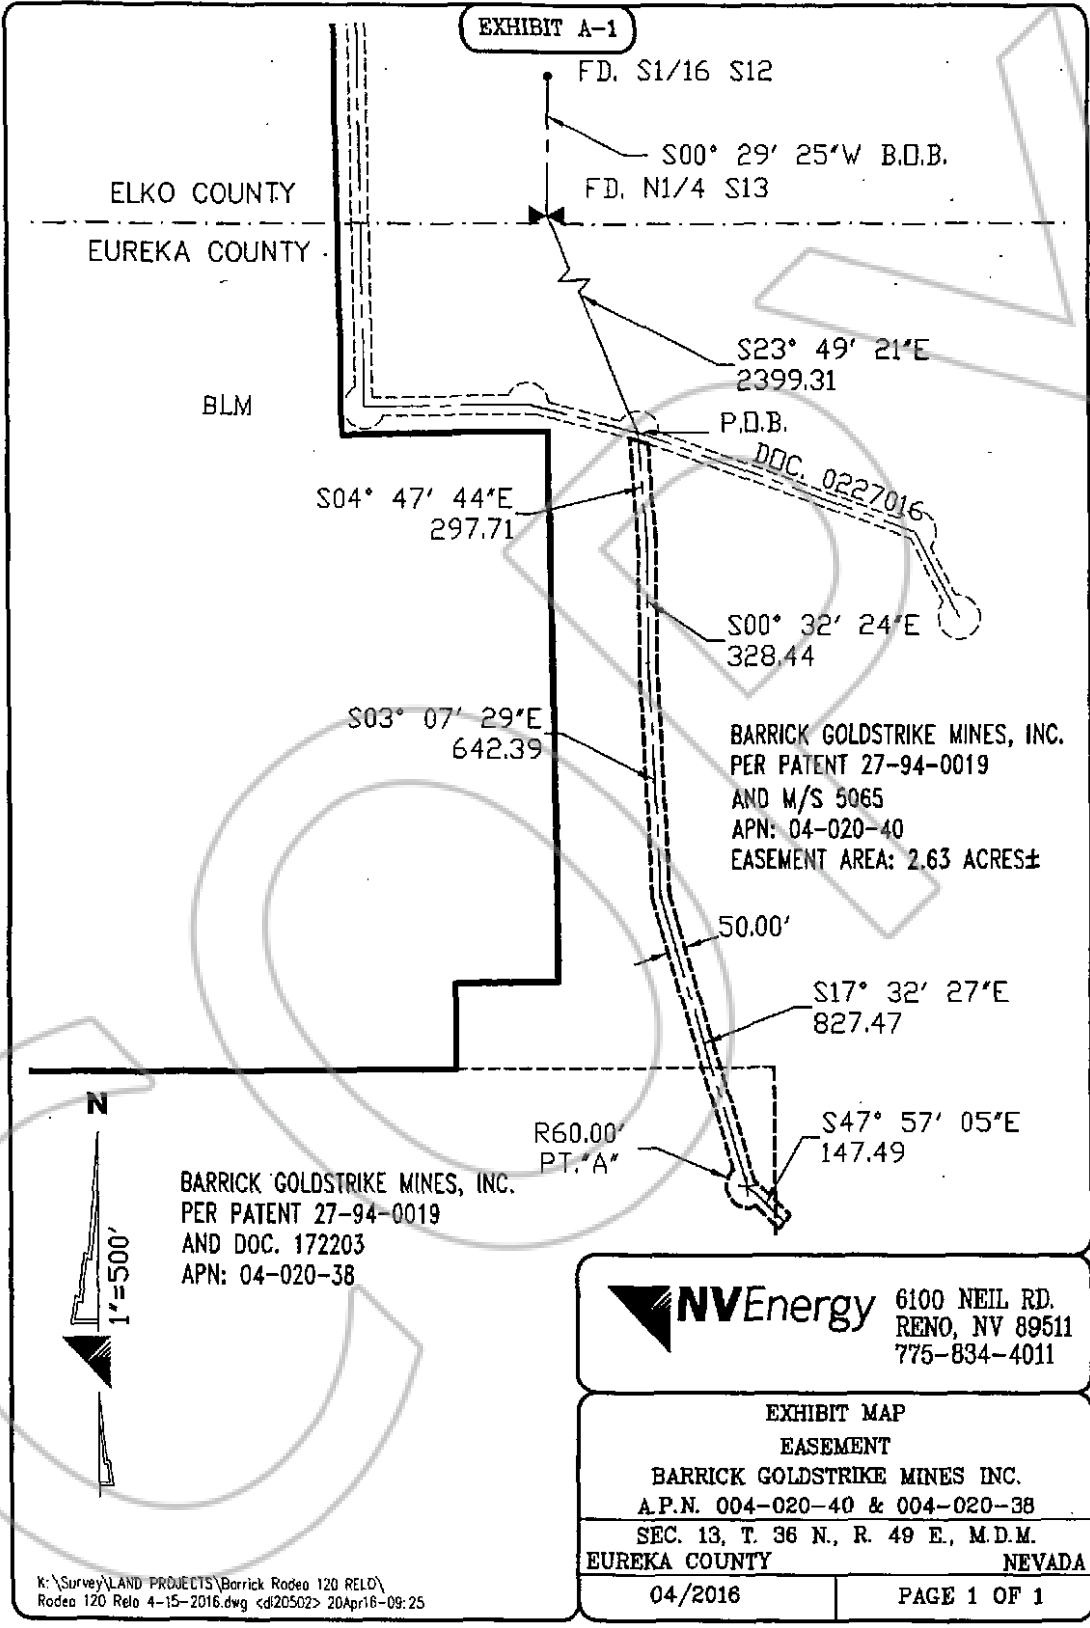 EXHIBIT A-1
FD. S1/16 S12
S00° 29' 25"W B.O.B.
FD. N1/4 S13
ELKO COUNTY
EUREKA COUNTY
S23° 49' 21"E
2399.31
BLM
P.O.B.
DOC. 0227016
S04° 47' 44"E
297.71
S00° 32' 24"E
328.44
S03° 07' 29"E
642.39
BARRICK GOLDSTRIKE MINES, INC.
PER PATENT 27-94-0019
AND M/S 5065
APN: 04-020-40
EASEMENT AREA: 2.63 ACRES±
50.00'
S17° 32' 27"E
827.47
N
1"=500'
R60.00'
PT."A"
S47° 57' 05"E
147.49
BARRICK GOLDSTRIKE MINES, INC.
PER PATENT 27-94-0019
AND DOC. 172203
APN: 04-020-38
NVEnergy
6100 NEIL RD.
RENO, NV 89511
775-834-4011
EXHIBIT MAP
EASEMENT
BARRICK GOLDSTRIKE MINES INC.
A.P.N. 004-020-40 & 004-020-38
SEC. 13, T. 36 N., R. 49 E., M.D.M.
EUREKA COUNTY NEVADA
04/2016 PAGE 1 OF 1
K:\Survey\LAND PROJECTS\Barrick Rodeo 120 RELO\
Rodeo 120 Relo 4-15-2016.dwg <dl20502> 20Apr16-09:25
COPY